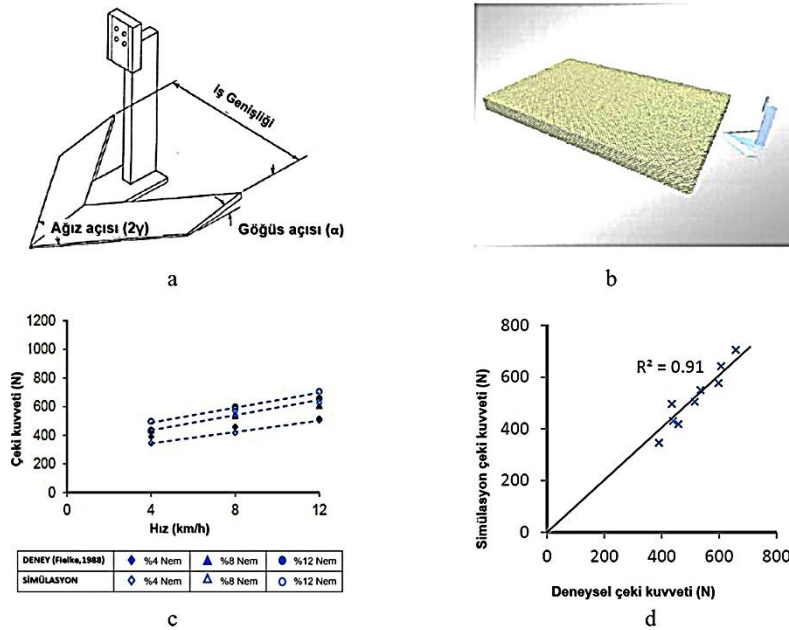 İş Genişliği
Ağız açısı (2γ)
Göğüs açısı (α)
a
b
Çeki kuvveti (N)
1200
1000
800
600
400
200
0
0
4
8
12
Hız (km/h)
DENEY (Fielke,1988) %4 Nem %8 Nem %12 Nem
SİMÜLASYON %4 Nem %8 Nem %12 Nem
c
Simülasyon çeki kuvveti (N)
800
600
400
200
0
R² = 0.91
0
200
400
600
800
Deneysel çeki kuvveti (N)
d